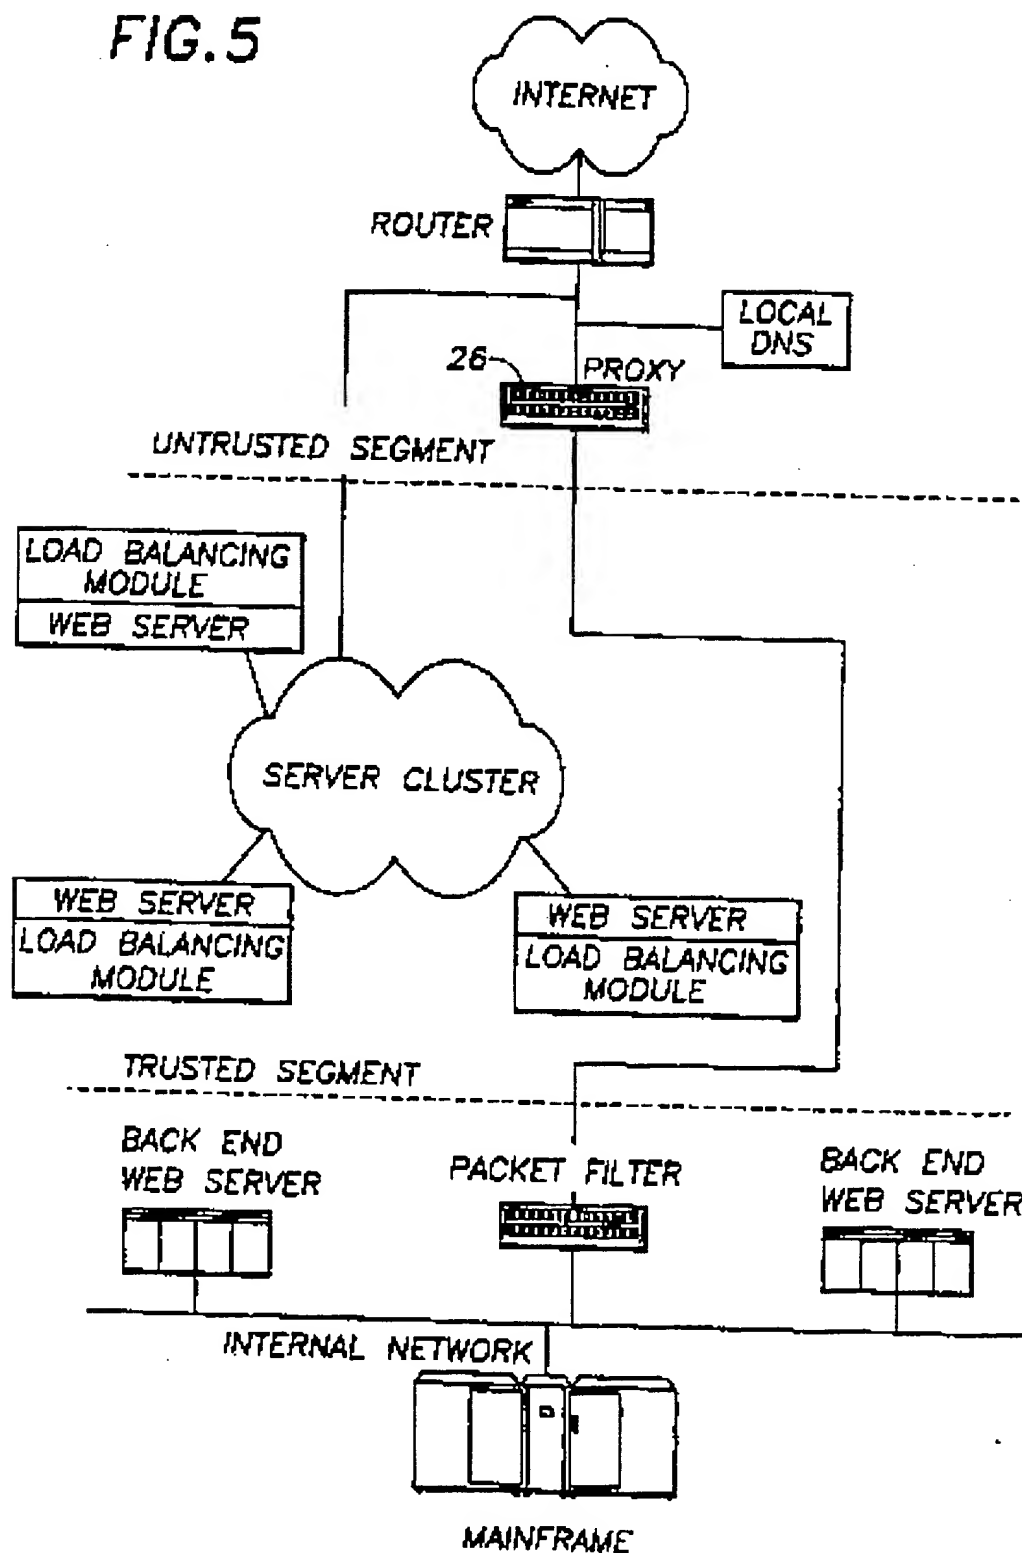 FIG.5
INTERNET
ROUTER
LOCAL
DNS
26
PROXY
UNTRUSTED SEGMENT
LOAD BALANCING
MODULE
WEB SERVER
SERVER CLUSTER
WEB SERVER
LOAD BALANCING
MODULE
WEB SERVER
LOAD BALANCING
MODULE
TRUSTED SEGMENT
BACK END
WEB SERVER
PACKET FILTER
BACK END
WEB SERVER
INTERNAL NETWORK
MAINFRAME